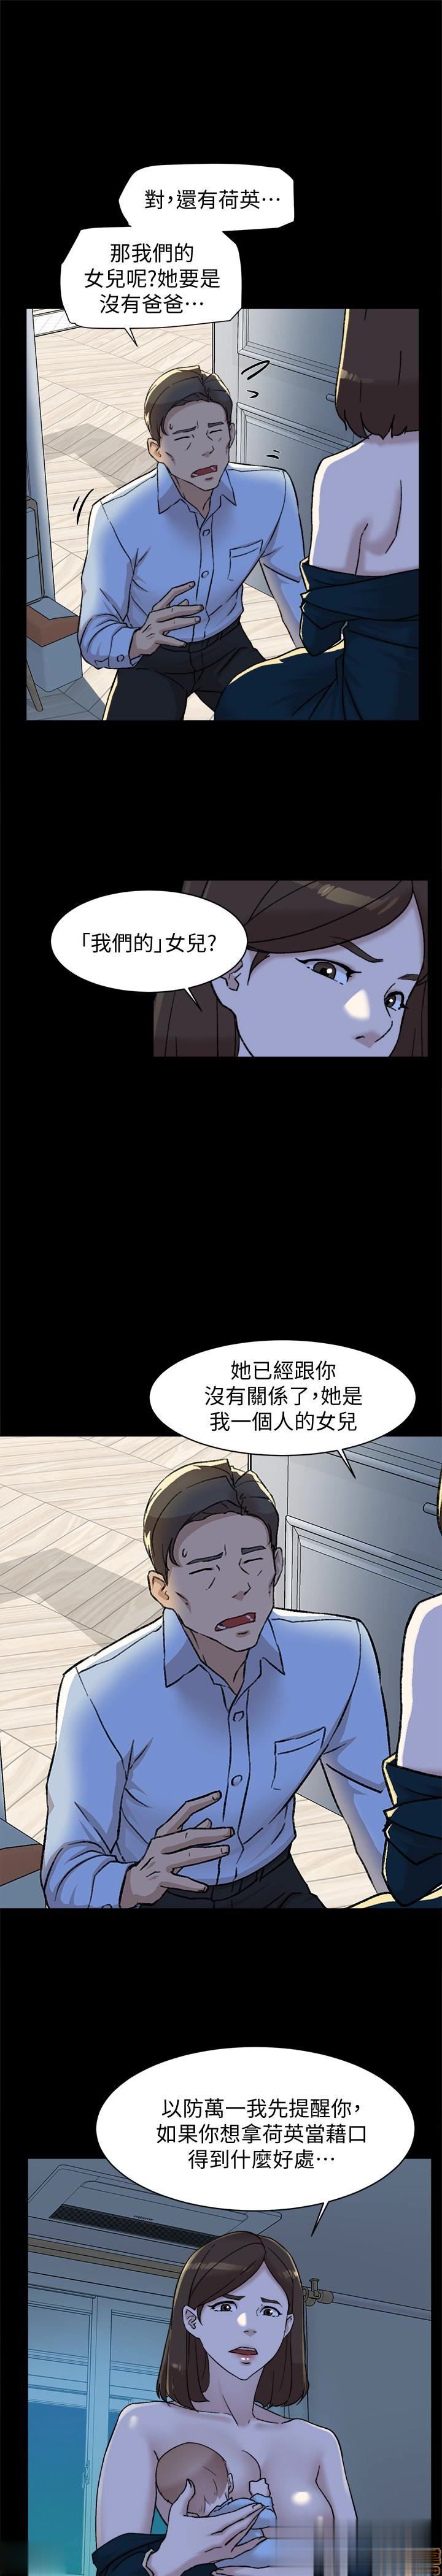 對，還有荷英⋯
那我們的
女兒呢?她要是
沒有爸爸⋯
「我們的」女兒?
她已經跟你
沒有關係了，她是
我一個人的女兒
以防萬一我先提醒你，
如果你想拿荷英當藉口
得到什麼好處⋯